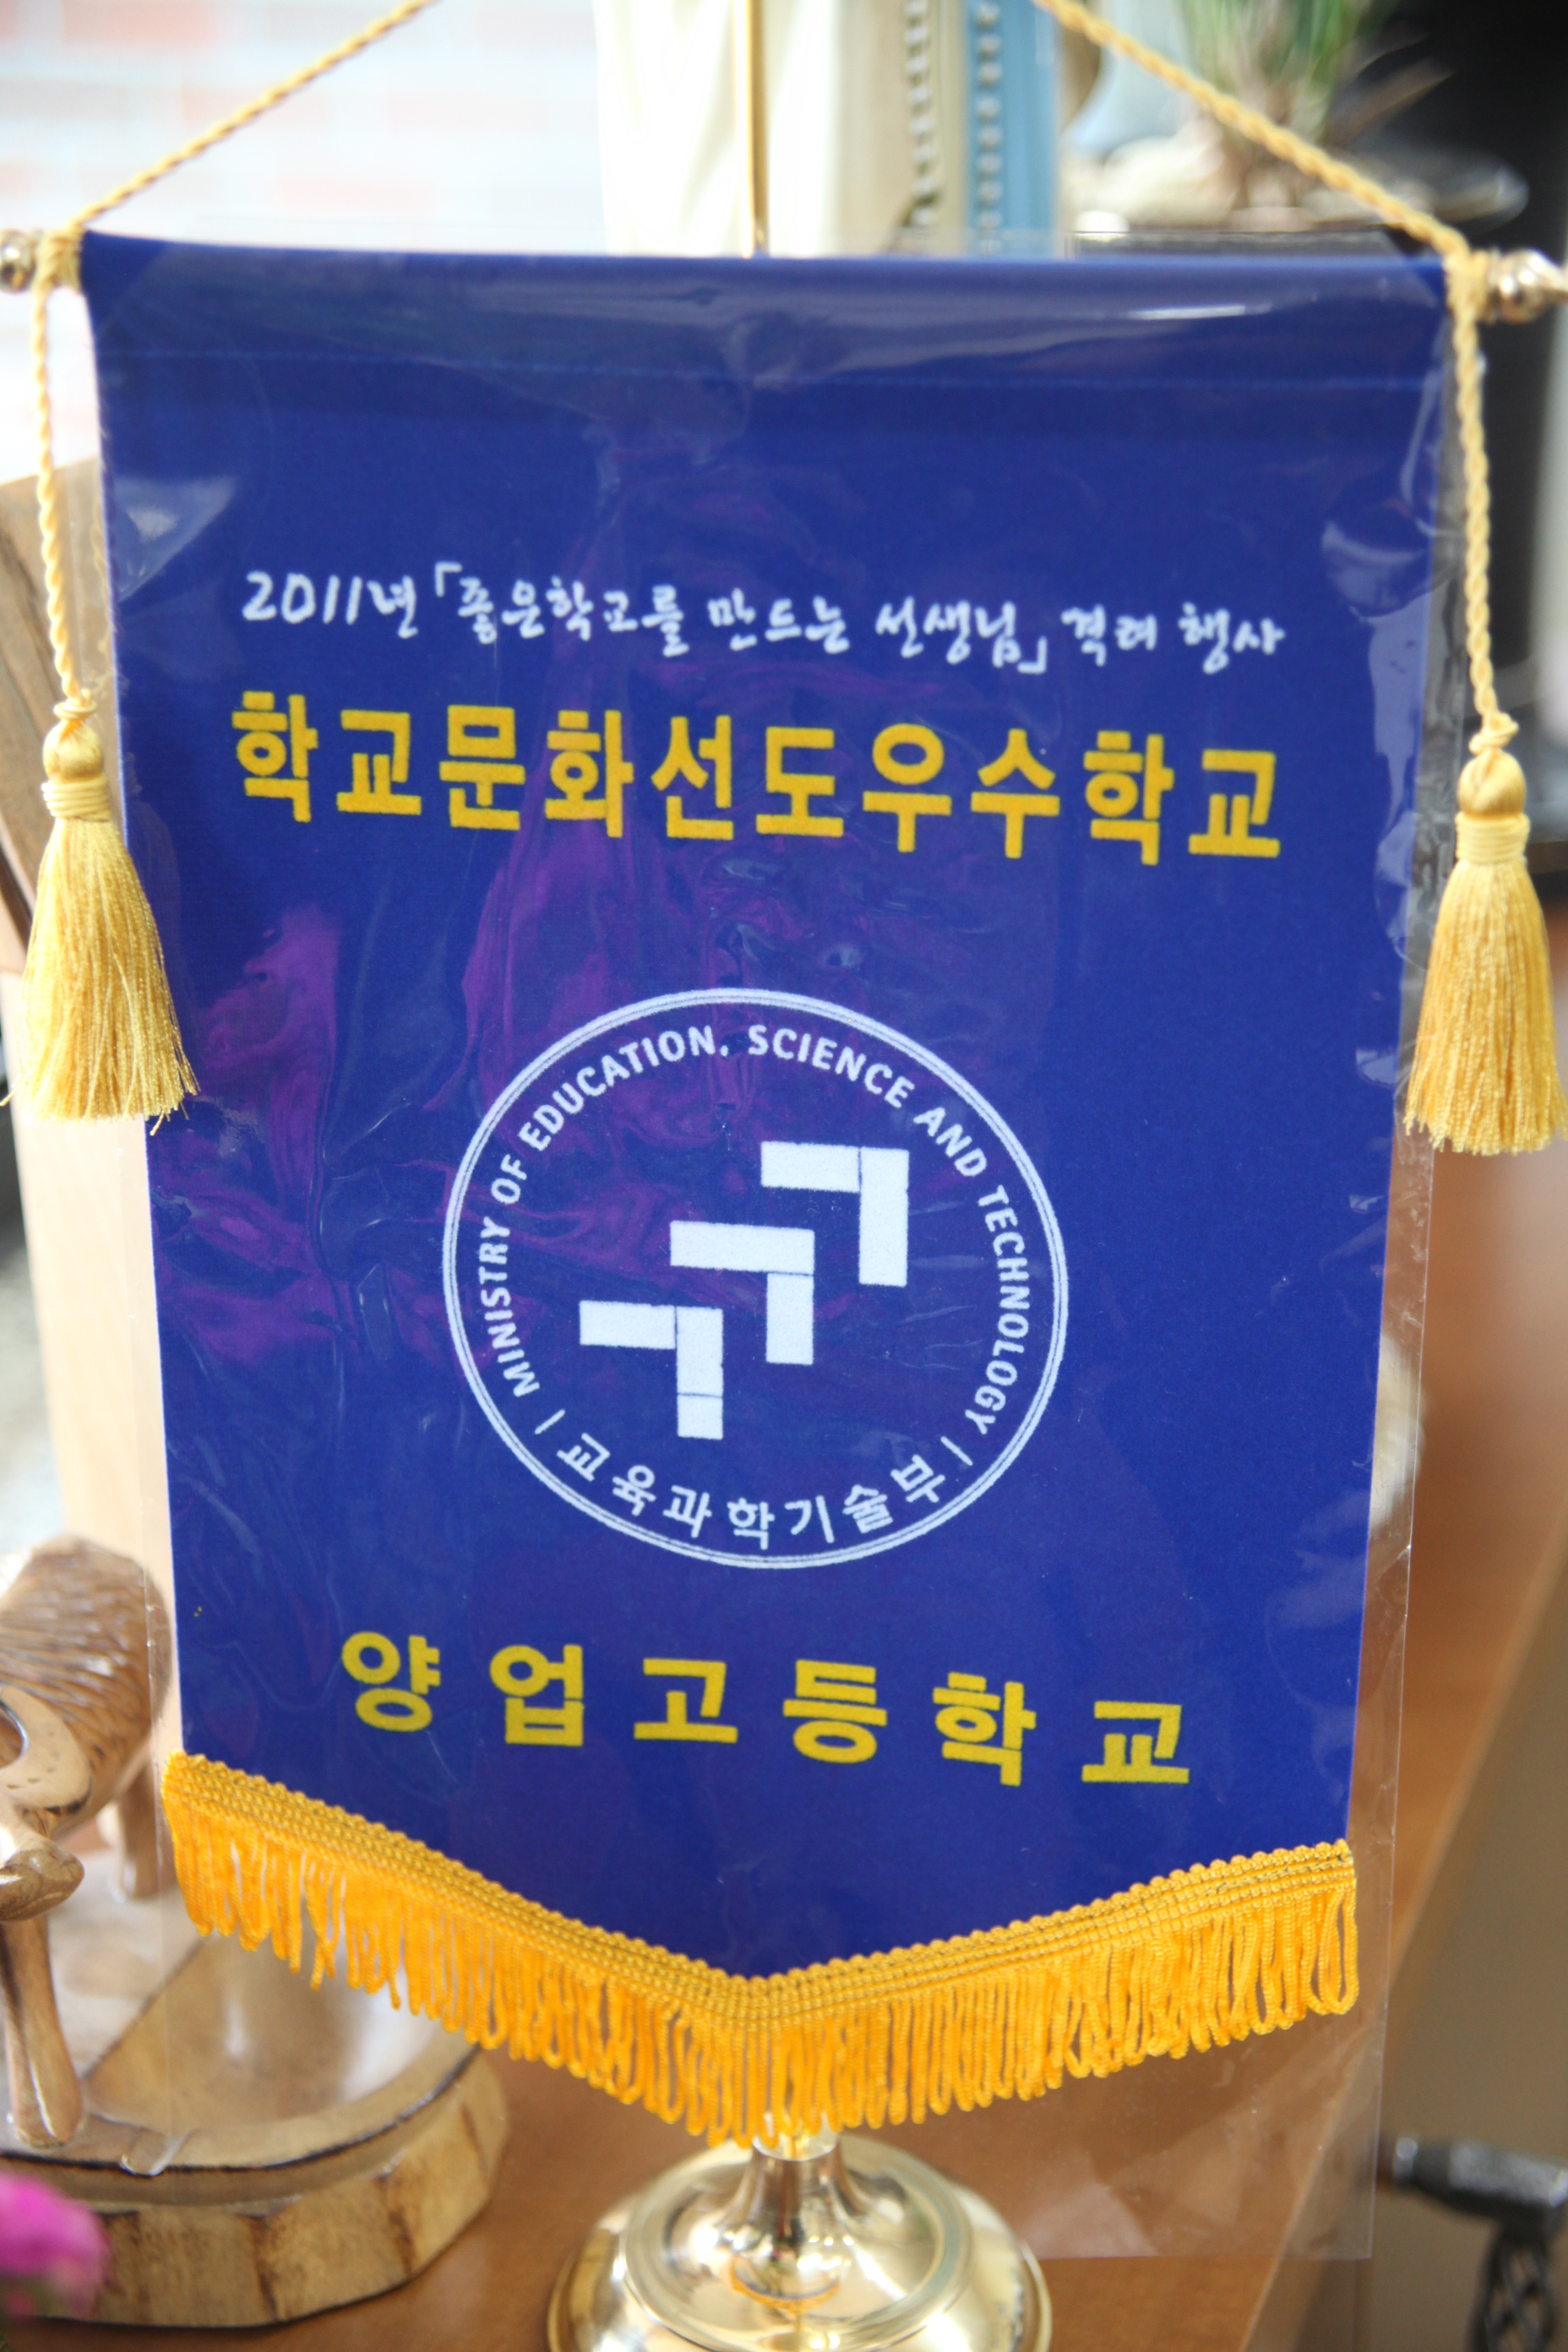 2011년 「좋은학교를 만드는 선생님」 격려 행사
학교문화선도우수학교
MINISTRY OF EDUCATION, SCIENCE AND TECHNOLOGY
교육과학기술부
양업고등학교